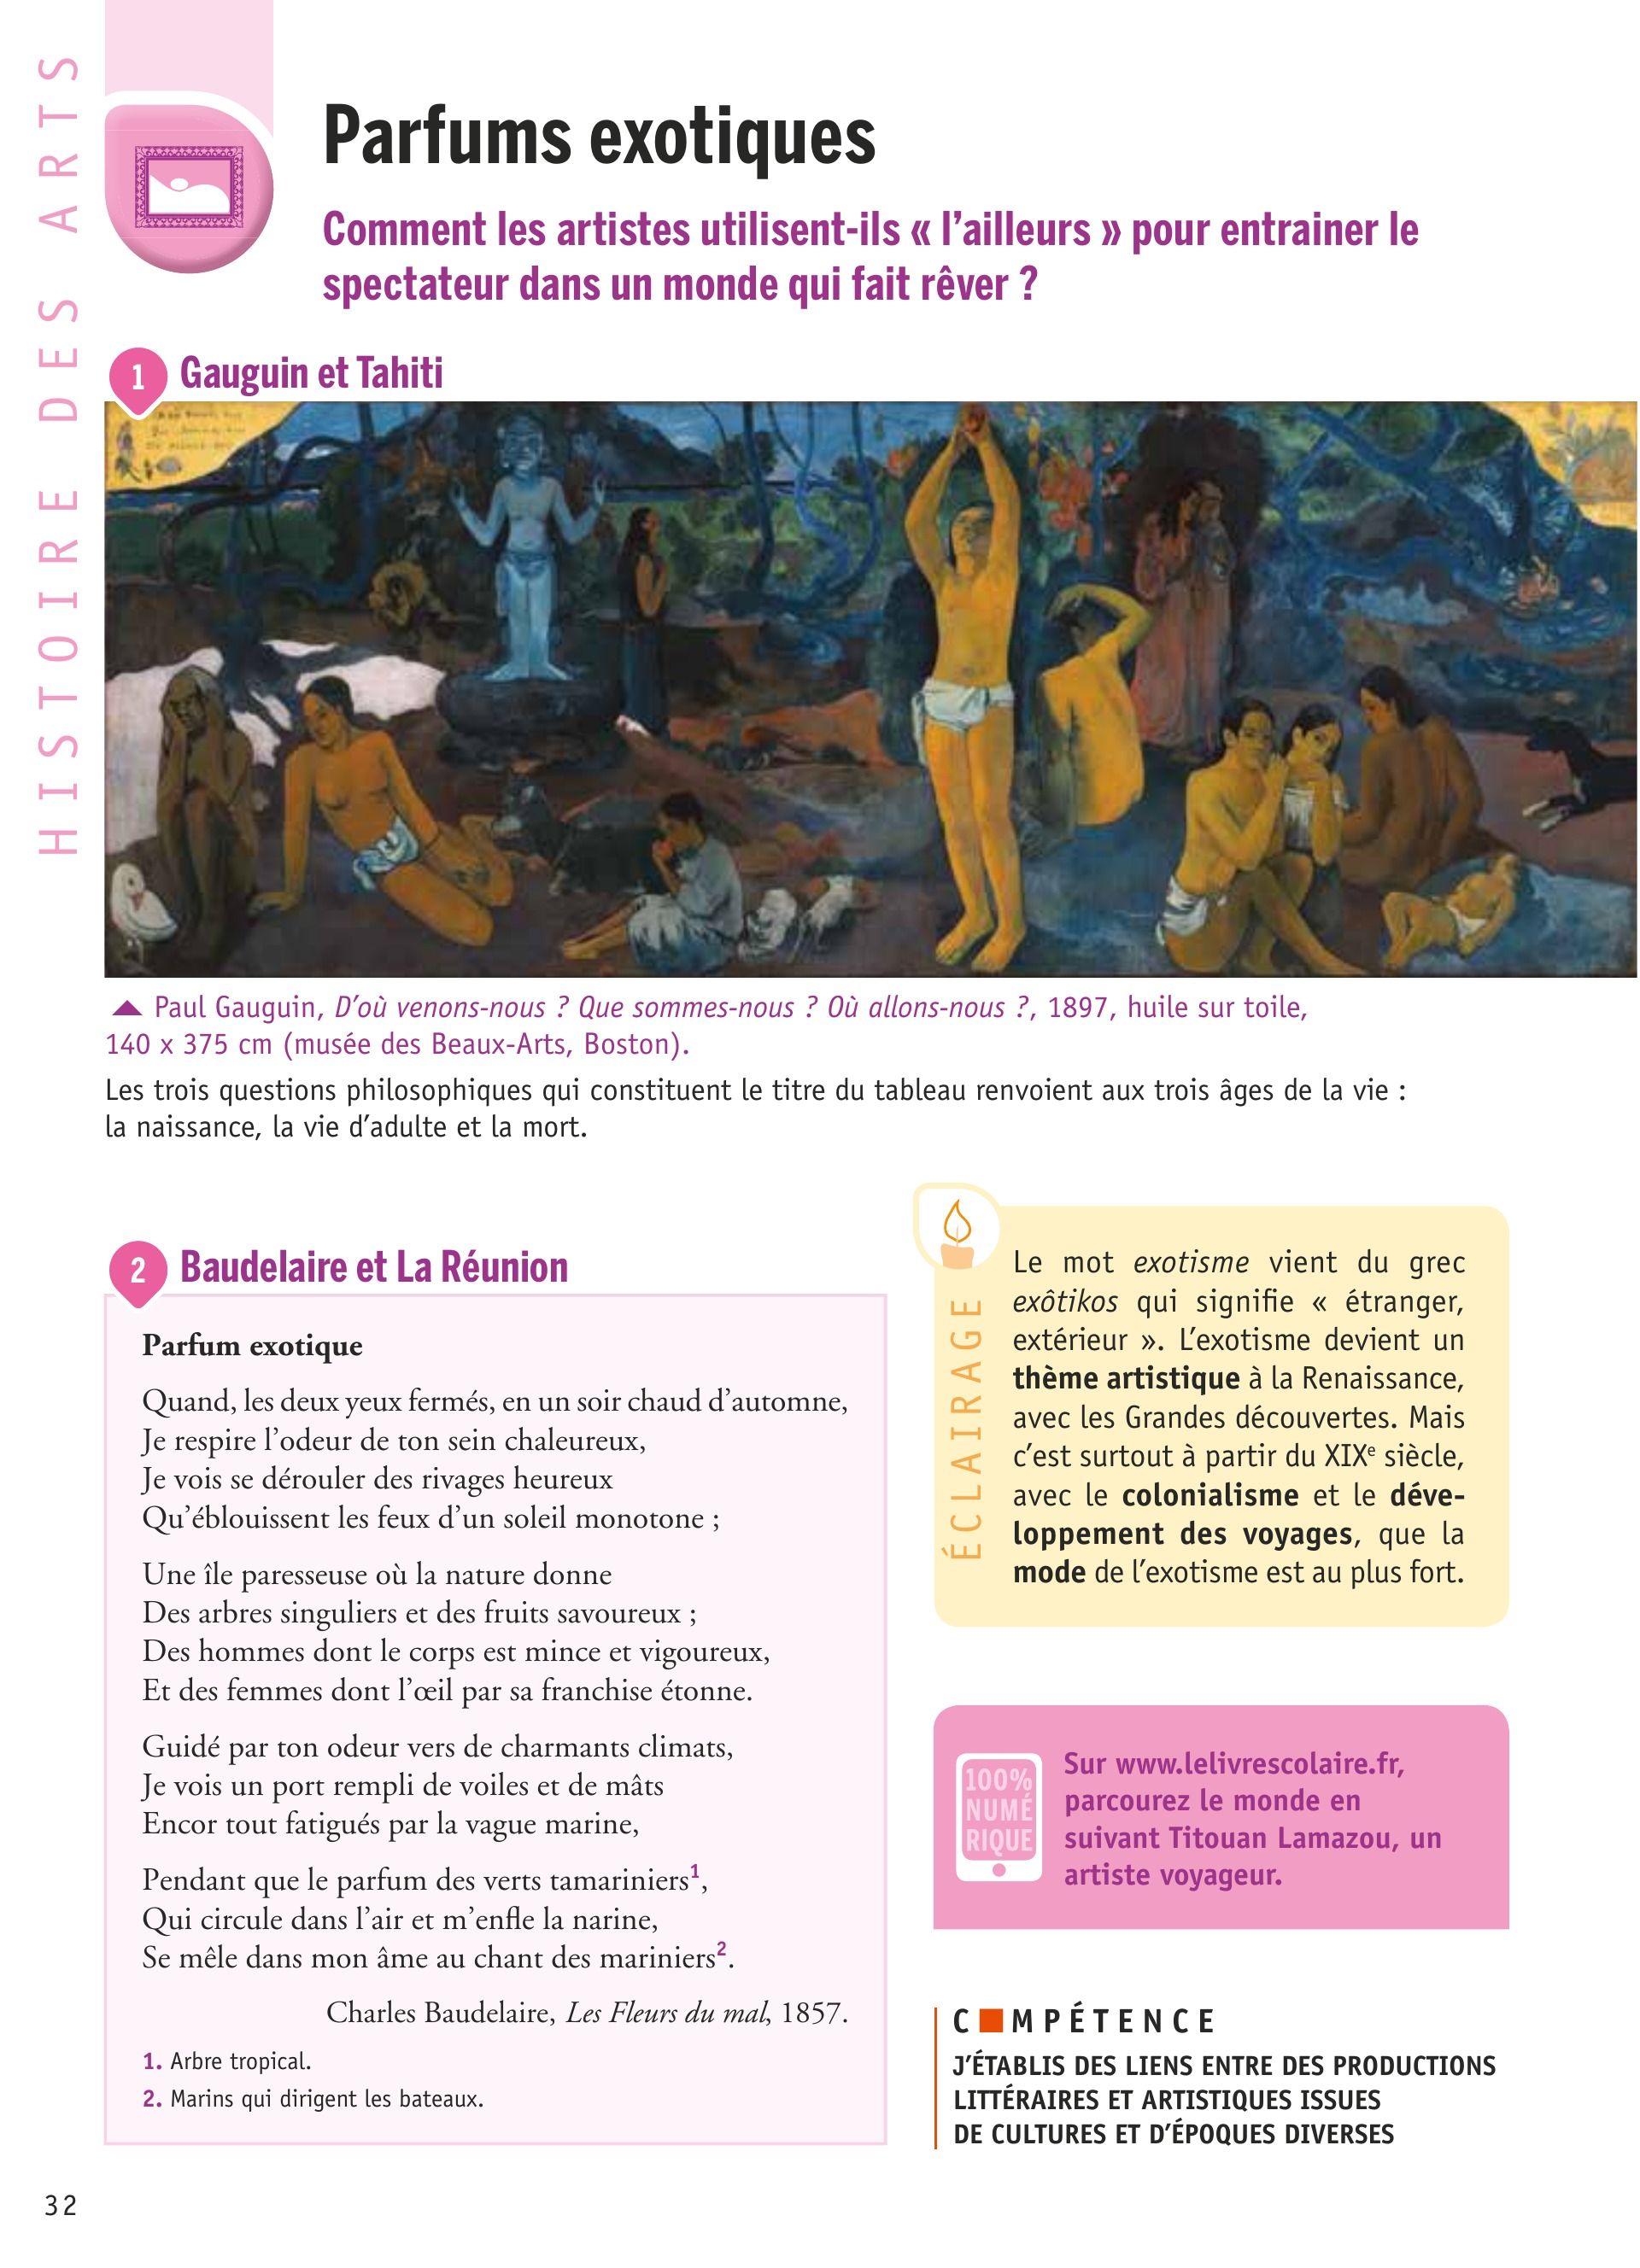 HISTOIRE DES ARTS
Parfums exotiques
Comment les artistes utilisent-ils « l’ailleurs » pour entrainer le
spectateur dans un monde qui fait rêver ?
1 Gauguin et Tahiti
Paul Gauguin, D’où venons-nous ? Que sommes-nous ? Où allons-nous ?, 1897, huile sur toile,
140 x 375 cm (musée des Beaux-Arts, Boston).
Les trois questions philosophiques qui constituent le titre du tableau renvoient aux trois âges de la vie :
la naissance, la vie d’adulte et la mort.
2 Baudelaire et La Réunion
Parfum exotique
Quand, les deux yeux fermés, en un soir chaud d’automne,
Je respire l’odeur de ton sein chaleureux,
Je vois se dérouler des rivages heureux
Qu’éblouissent les feux d’un soleil monotone ;
Une île paresseuse où la nature donne
Des arbres singuliers et des fruits savoureux ;
Des hommes dont le corps est mince et vigoureux,
Et des femmes dont l’œil par sa franchise étonne.
Guidé par ton odeur vers de charmants climats,
Je vois un port rempli de voiles et de mâts
Encor tout fatigués par la vague marine,
Pendant que le parfum des verts tamariniers1,
Qui circule dans l’air et m’enfle la narine,
Se mêle dans mon âme au chant des mariniers2.
Charles Baudelaire, Les Fleurs du mal, 1857.
1. Arbre tropical.
2. Marins qui dirigent les bateaux.
ÉCLAIRAGE
Le mot exotisme vient du grec
exôtikos qui signifie « étranger,
extérieur ». L’exotisme devient un
thème artistique à la Renaissance,
avec les Grandes découvertes. Mais
c’est surtout à partir du XIXe siècle,
avec le colonialisme et le déve-
loppement des voyages, que la
mode de l’exotisme est au plus fort.
100%
NUMÉ
RIQUE
Sur www.lelivrescolaire.fr,
parcourez le monde en
suivant Titouan Lamazou, un
artiste voyageur.
C■MPÉTENCE
J’ÉTABLIS DES LIENS ENTRE DES PRODUCTIONS
LITTÉRAIRES ET ARTISTIQUES ISSUES
DE CULTURES ET D’ÉPOQUES DIVERSES
32